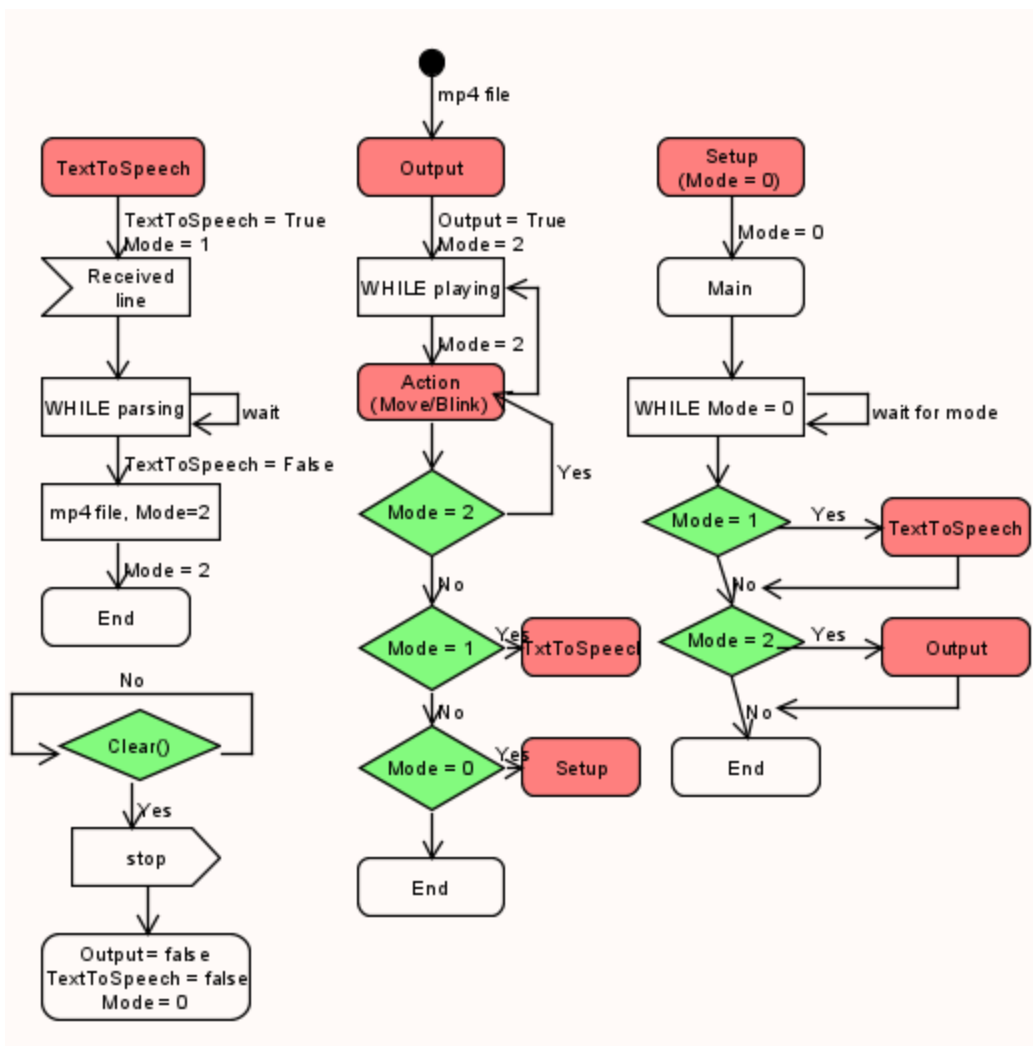 TextToSpeech
TextToSpeech = True
Mode = 1
Received
line
WHILE parsing
wait
TextToSpeech = False
mp4 file, Mode=2
Mode = 2
End
No
Clear()
Yes
stop
Output= false
TextToSpeech = false
Mode = 0
mp4 file
Output
Output = True
Mode = 2
WHILE playing
Mode = 2
Action
(Move/Blink)
Yes
Mode = 2
No
Mode = 1
Yes
TxtToSpeecl
No
Mode = 0
Yes
Setup
End
Setup
(Mode = 0)
Mode = 0
Main
WHILE Mode = 0
wait for mode
Mode = 1
Yes
TextToSpeech
No
Mode = 2
Yes
Output
No
End